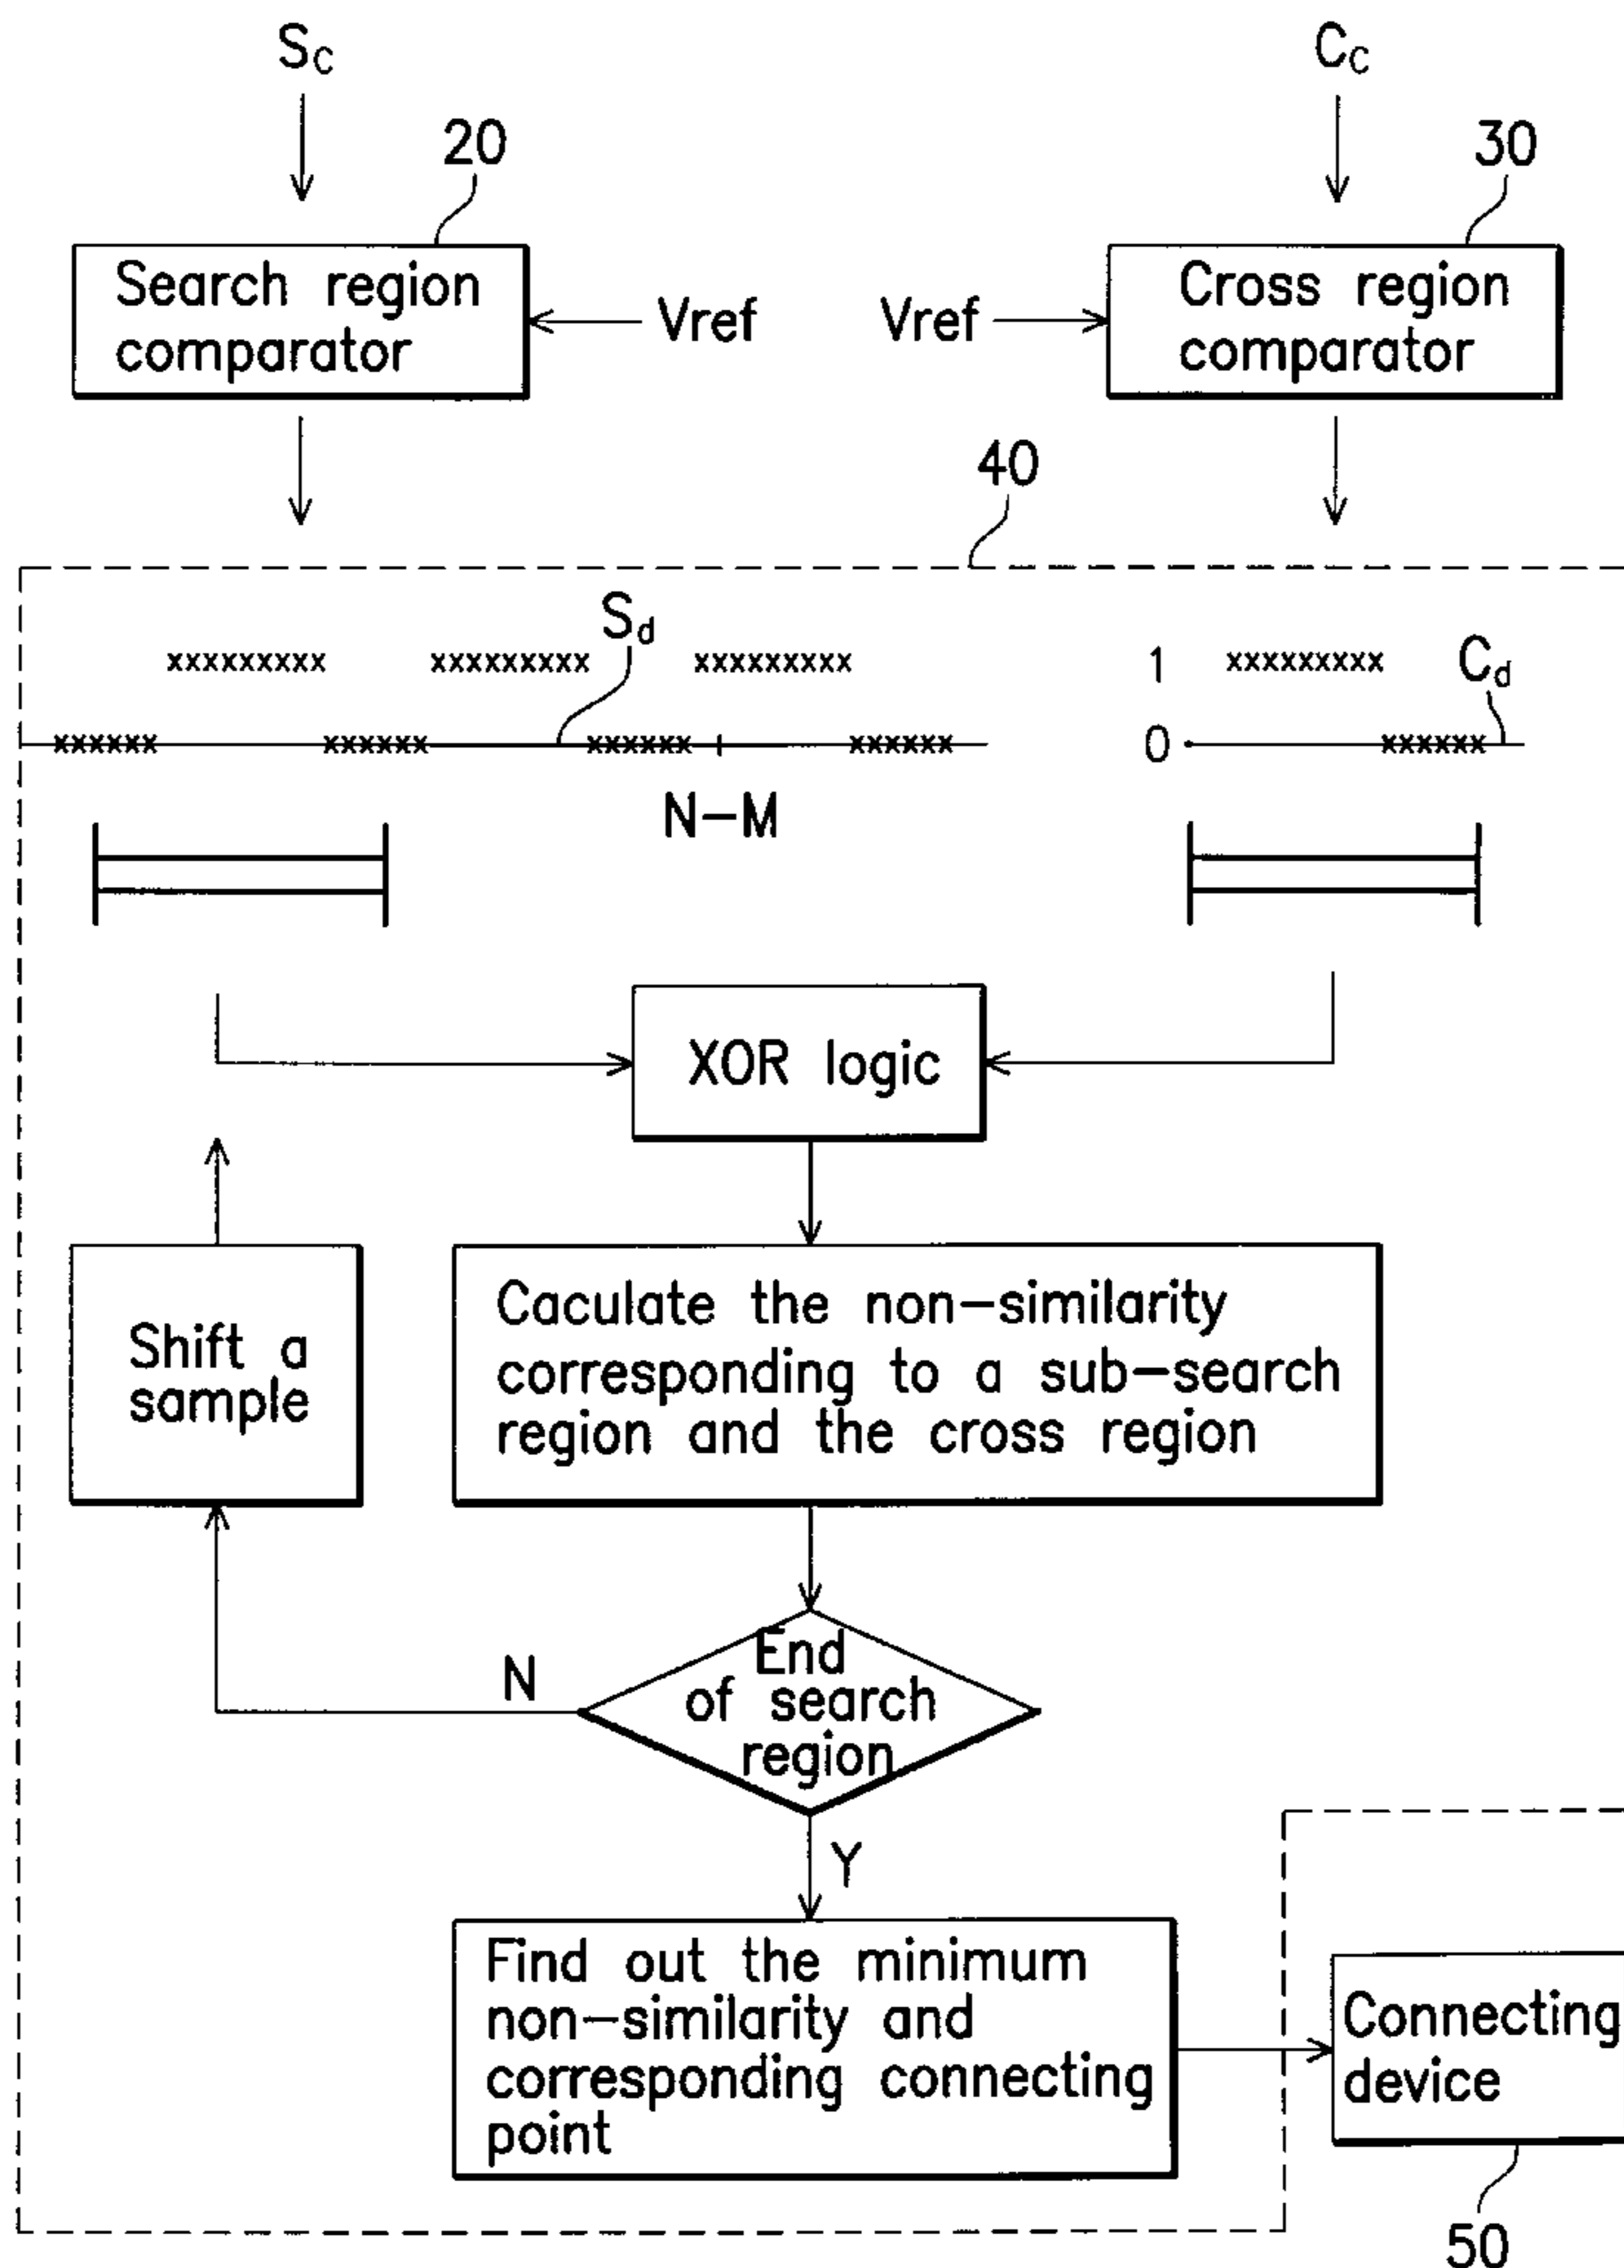 Sc
Cc
20
30
Search region
comparator
Vref
Vref
Cross region
comparator
40
Sd
xxxxxxxxx xxxxxxxxx xxxxxxxxx
1
xxxxxxxxx
Cd
xxxxxx xxxxxx xxxxxx xxxxxx
0
xxxxxx
N-M
XOR logic
Shift a
sample
Caculate the non-similarity
corresponding to a sub-search
region and the cross region
N
End
of search
region
Y
Find out the minimum
non-similarity and
corresponding connecting
point
Connecting
device
50